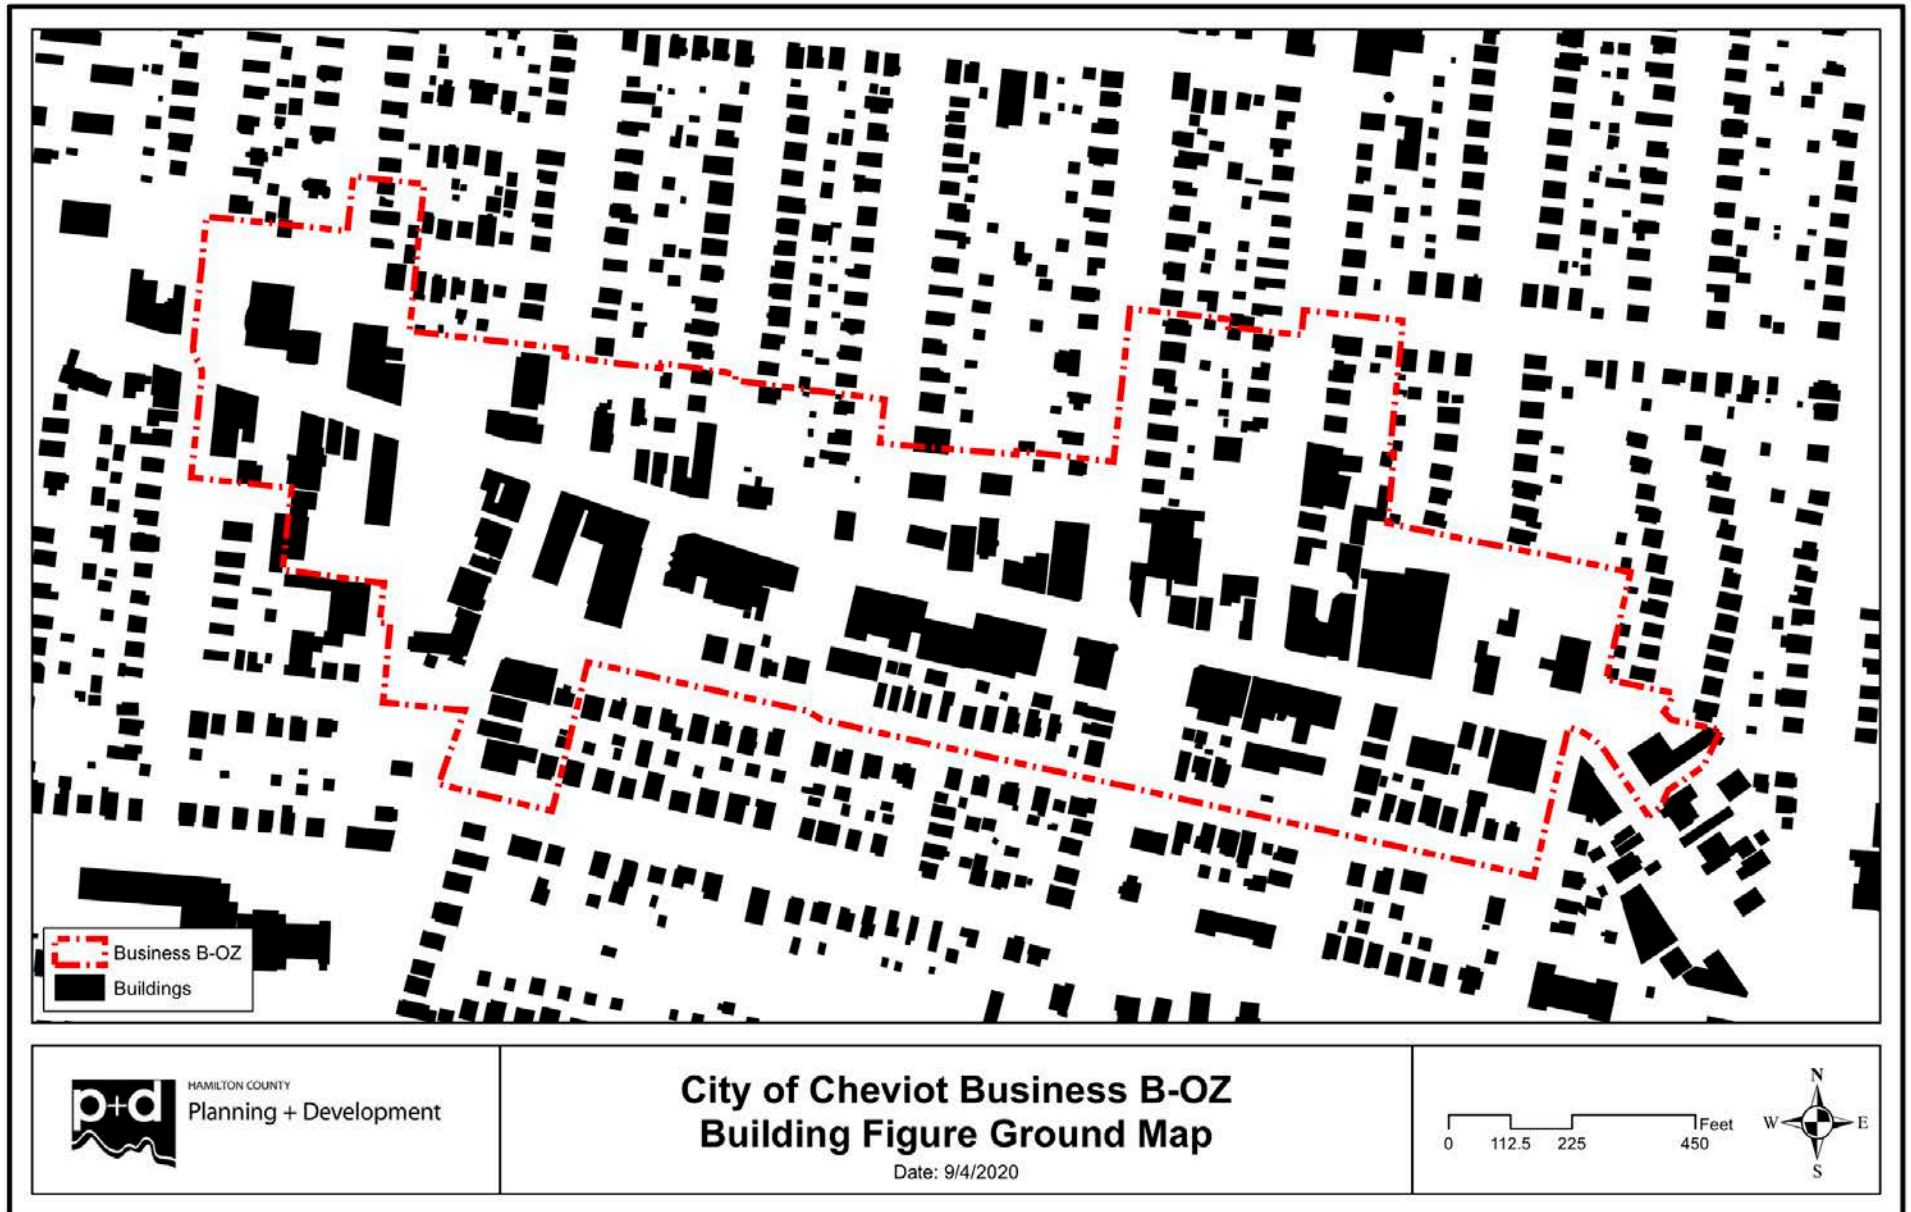 Business B-OZ
Buildings
p+d
HAMILTON COUNTY
Planning + Development
City of Cheviot Business B-OZ
Building Figure Ground Map
Date: 9/4/2020
Feet
0 112.5 225 450
N
W E
S